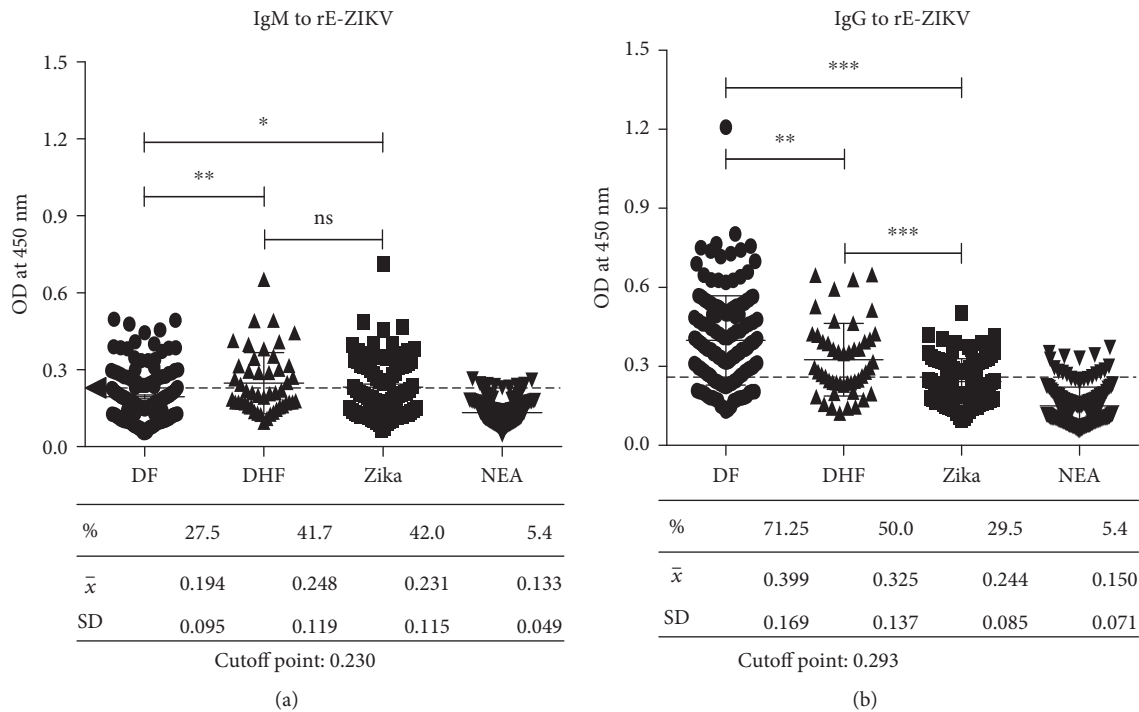 IgM to rE-ZIKV
1.5
1.2
0.9
0.6
0.3
0.0
OD at 450 nm
*
**
ns
DF DHF Zika NEA
% 27.5 41.7 42.0 5.4
x̄ 0.194 0.248 0.231 0.133
SD 0.095 0.119 0.115 0.049
Cutoff point: 0.230
(a)
IgG to rE-ZIKV
1.5
1.2
0.9
0.6
0.3
0.0
OD at 450 nm
***
**
***
DF DHF Zika NEA
% 71.25 50.0 29.5 5.4
x̄ 0.399 0.325 0.244 0.150
SD 0.169 0.137 0.085 0.071
Cutoff point: 0.293
(b)